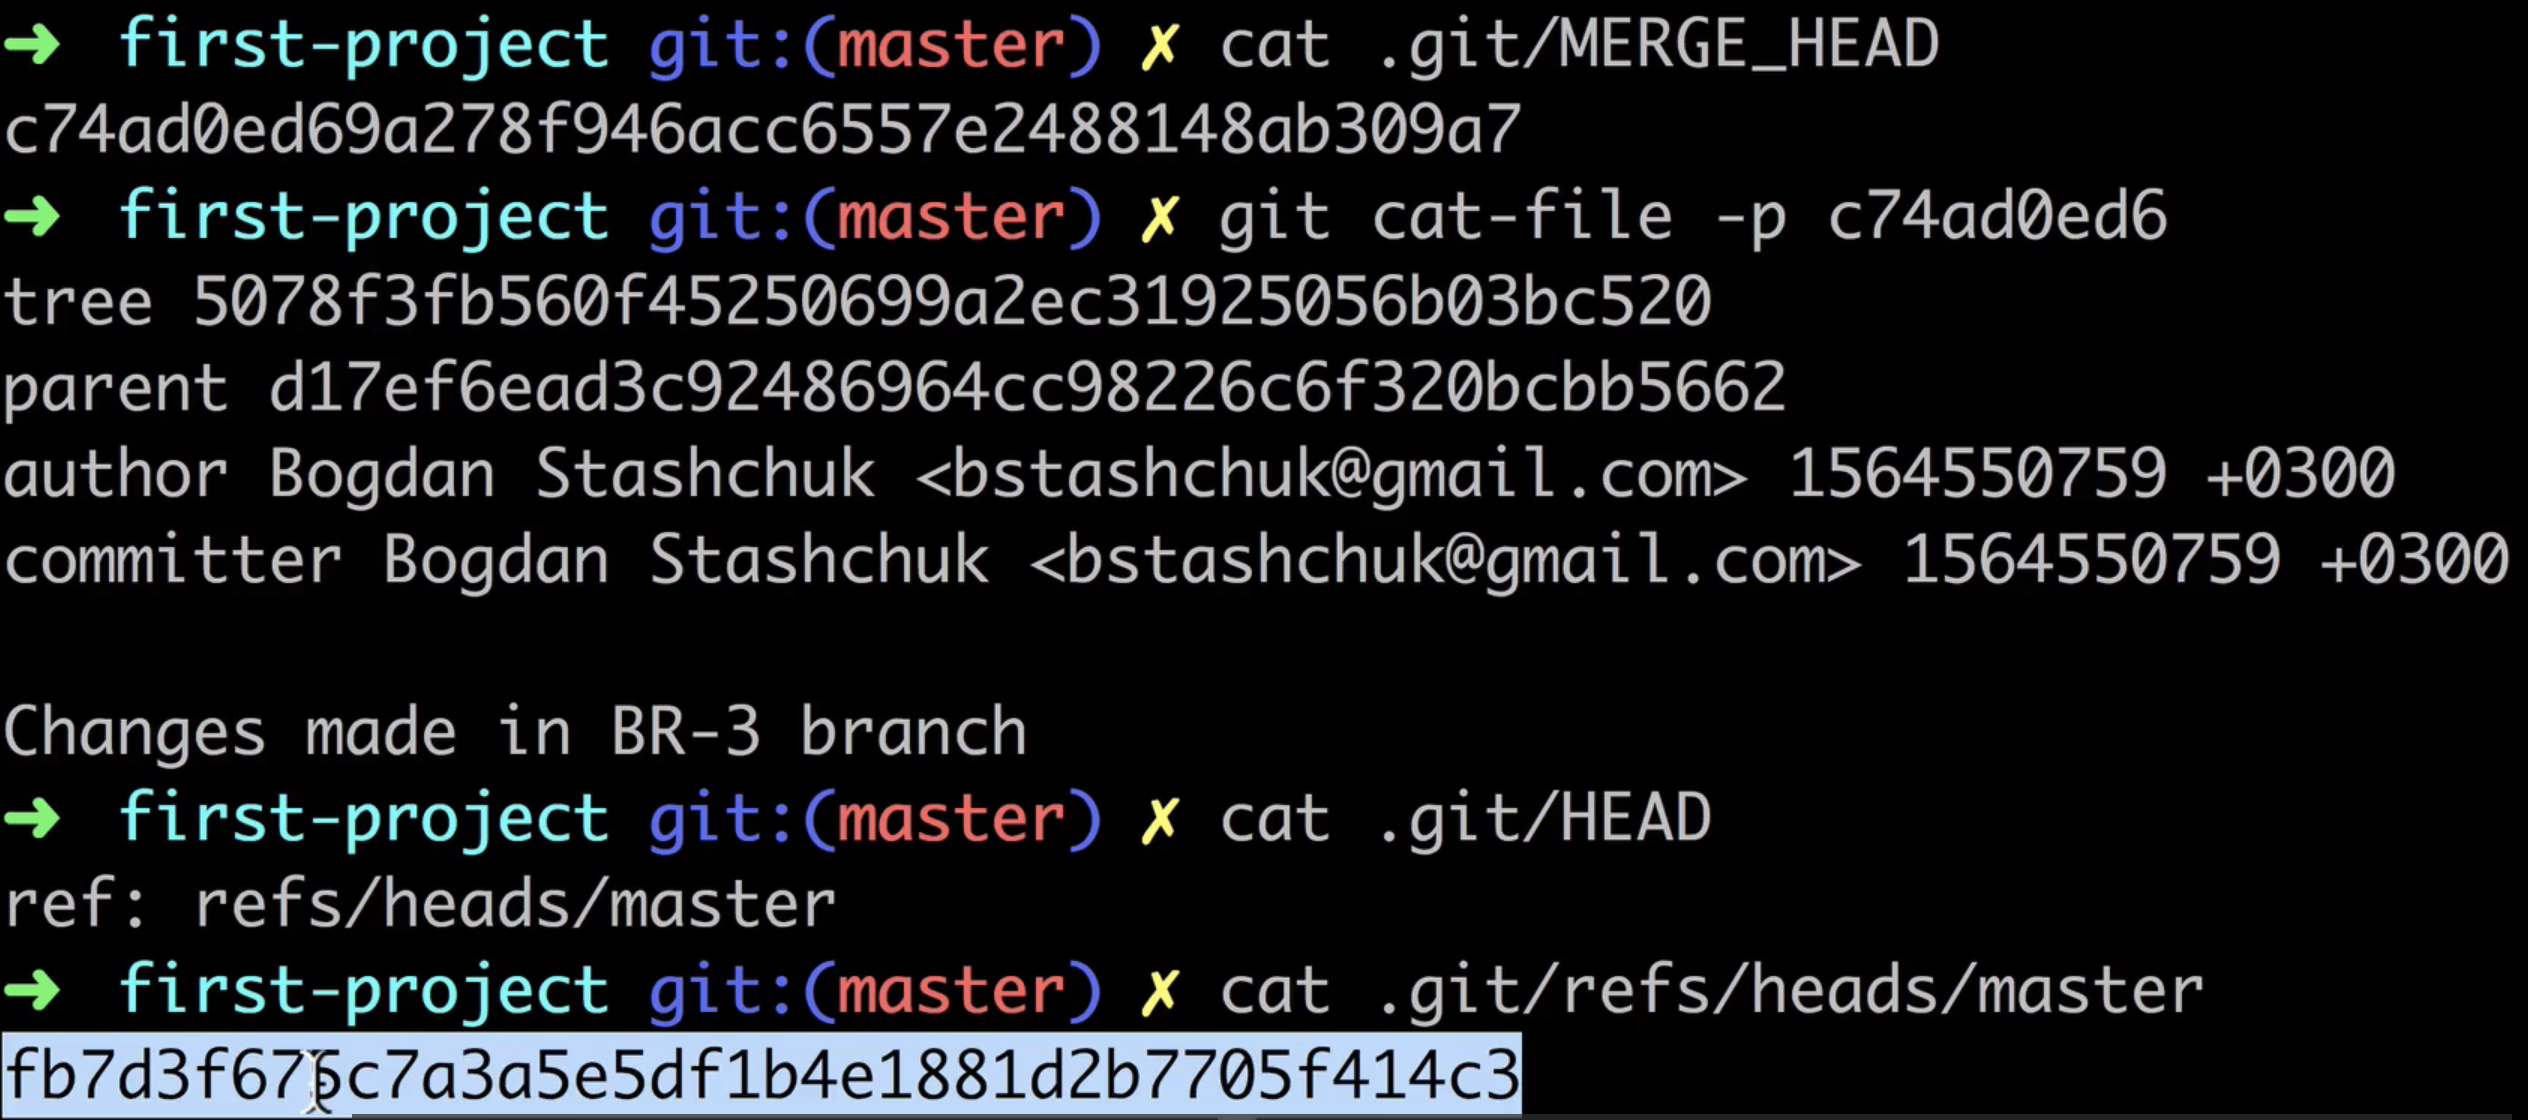 ➜ first-project git:(master) ✗ cat .git/MERGE_HEAD
c74ad0ed69a278f946acc6557e2488148ab309a7
➜ first-project git:(master) ✗ git cat-file -p c74ad0ed6
tree 5078f3fb560f45250699a2ec31925056b03bc520
parent d17ef6ead3c92486964cc98226c6f320bcbb5662
author Bogdan Stashchuk <bstashchuk@gmail.com> 1564550759 +0300
committer Bogdan Stashchuk <bstashchuk@gmail.com> 1564550759 +0300

Changes made in BR-3 branch
➜ first-project git:(master) ✗ cat .git/HEAD
ref: refs/heads/master
➜ first-project git:(master) ✗ cat .git/refs/heads/master